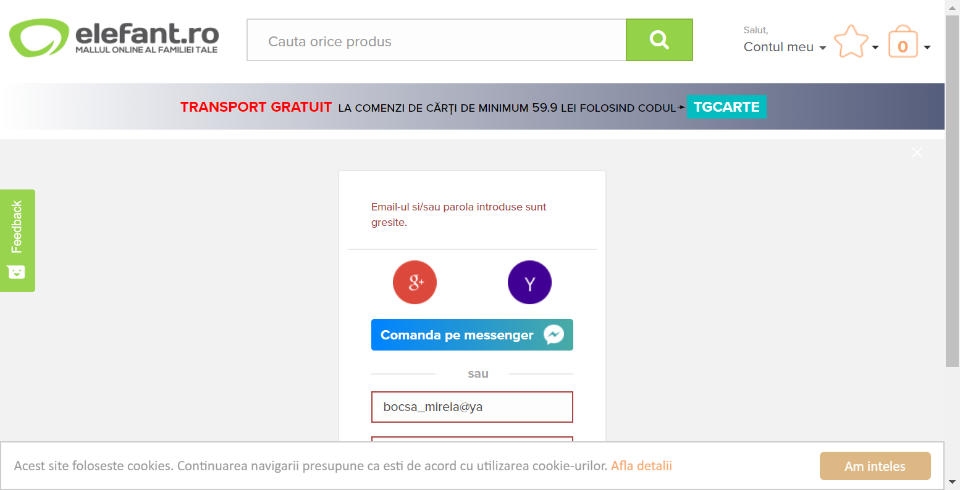 elefant.ro
MALLUL ONLINE AL FAMILIEI TALE
Cauta orice produs
Salut,
Contul meu
0
TRANSPORT GRATUIT LA COMENZI DE CĂRȚI DE MINIMUM 59.9 LEI FOLOSIND CODUL TGCARTE
Feedback
Email-ul si/sau parola introduse sunt
gresite.
g+ Y
Comanda pe messenger
sau
bocsa_mirela@ya
Acest site foloseste cookies. Continuarea navigarii presupune ca esti de acord cu utilizarea cookie-urilor. Afla detalii
Am inteles